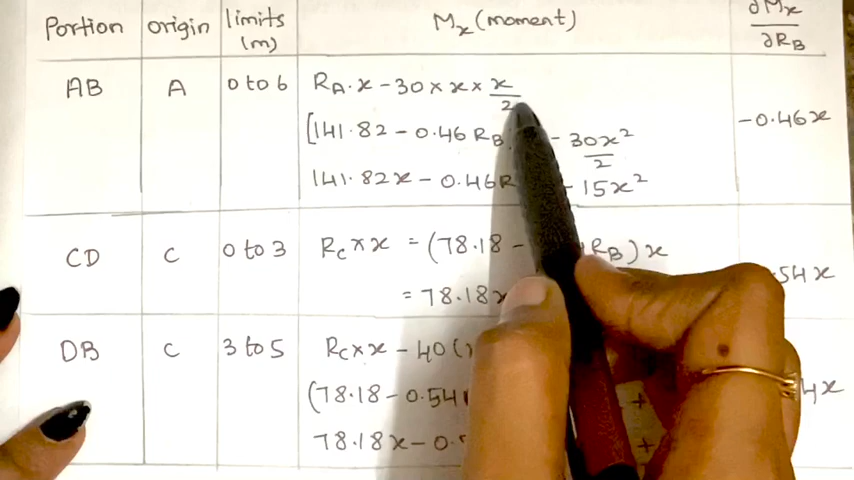 Portion origin limits (m) Mx (moment) ∂Mx/∂RB
AB A 0 to 6 RA·x - 30 × x × x/2
[141.82 - 0.46 RB - 30x²/2 -0.46x
141.82x - 0.46R - 15x²
CD C 0 to 3 Rc × x = (78.18 - RB) x
= 78.18x .54x
DB C 3 to 5 Rc × x - 40(
(78.18 - 0.54 + 4x
78.18x - 0. +